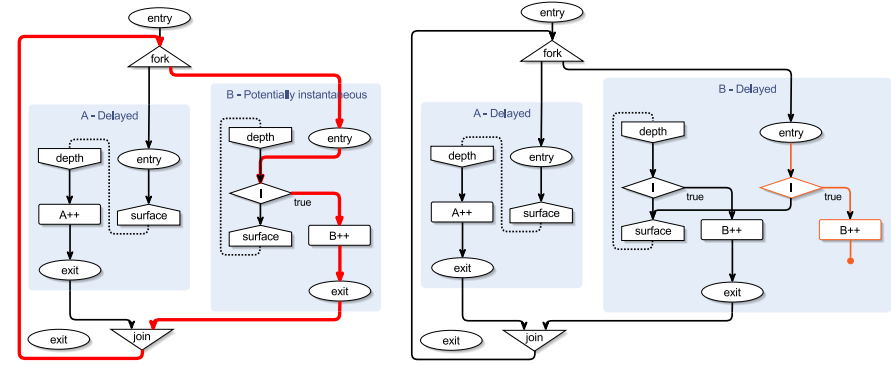 entry
fork
A - Delayed
depth
entry
A++
surface
exit
B - Potentially instantaneous
depth
entry
I
true
surface
B++
exit
exit
join
entry
fork
A - Delayed
depth
entry
A++
surface
exit
B - Delayed
depth
entry
I
true
I
true
surface
B++
B++
exit
exit
join